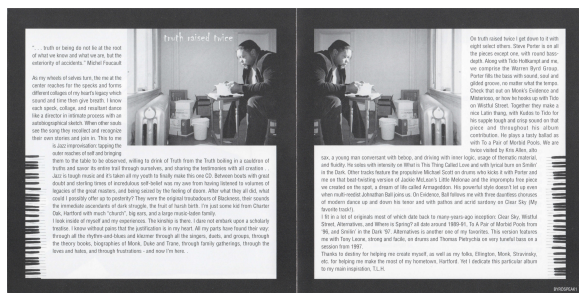 truth raised twice
". . . truth or being do not lie at the root
of what we know and what we are, but the
exteriority of accidents." Michel Foucault
As my wheels of selves turn, the me at the
center reaches for the specks and forms
different collages of my heart's legacy which
sound and time then give breath. I know
each speck, collage, and resultant dance
like a director in intimate process with an
autobiographical sketch. When other souls
see the song they recollect and recognize
their own stories and join in. This to me
is Jazz improvisation: tapping the
outer reaches of self and bringing
them to the table to be observed, willing to drink of Truth from the Truth boiling in a cauldron of
truths and savor its entire trail through ourselves, and sharing the testimonies with all creation . .
Jazz is tough music and it's taken all my youth to finally make this one CD. Between bouts with great
doubt and sterling times of incredulous self-belief was my awe from having listened to volumes of
legacies of the great masters, and being seized by the feeling of doom. After what they all did, what
could I possibly offer up to posterity? They were the original troubadours of Blackness, their sounds
the immediate ascendants of dark struggle, the fruit of harsh birth. I'm just some kid from the Charter
Oak, Hartford with much "church", big ears, and a large music-laden family.
I look inside of myself and my experiences. The kinship is there. I dare not embark upon a scholarly
treatise. I know without pains that the justification is in my heart. All my parts have found their way:
through all the rhythm-and-blues and klezmer through all the singers, duets, and groups, through
the theory books, biographies of Monk, Duke and Trane, through family gatherings, through the
loves and hates, and through frustrations - and now I'm here. .
On truth raised twice I get down to it with
eight select others. Steve Porter is on all
the pieces except one, with round bass-
depth. Along with Tido Holtkampf and me,
we comprise the Warren Byrd Group.
Porter fills the bass with sound, soul and
gilded groove, no matter what the tempo.
Check that out on Monk's Evidence and
Misterioso, or how he hooks up with Tido
on Wistful Street. Together they make a
nice Latin thang, with Kudos to Tido for
his supple tough and crisp sound on that
piece and throughout his album
contribution. He plays a tasty ballad as
with To a Pair of Morbid Pools. We are
twice visited by Kris Allen, alto
sax, a young man conversant with bebop, and driving with inner logic, usage of thematic material,
and fluidity. He rides with intensity on What is This Thing Called Love and with lyrical burn on Smilin'
in the Dark. Other tracks feature the propulsive Michael Scott on drums who kicks it with Porter and
me on that beat-twisting version of Jackie McLean's Little Melonae and the impromptu free piece
we created on the spot, a dream of life called Armageddon. His powerful style doesn't let up even
when multi-reedist Johnathan Ball joins us. On Evidence, Ball follows me with fleet dauntless choruses
of modern dance up and down his tenor and with pathos and acrid santeray on Clear Sky (My
favorite track!).
I fit in a lot of originals most of which date back to many-years-ago inception: Clear Sky, Wistful
Street, Alternatives, and Where is Spring? all date around 1989-91. To A Pair of Morbid Pools from
'96, and Smilin' in the Dark '97. Alternatives is another one of my favorites. This version features
me with Tony Leone, strong and facile, on drums and Thomas Pietrycha on very tuneful bass on a
session from 1997.
Thanks to destiny for helping me create myself, as well as my folks, Ellington, Monk, Stravinsky,
etc. for helping me make the most of my hometown, Hartford. Yet I dedicate this particular album
to my main inspiration, T.L.H.
BYRDSPEAKS